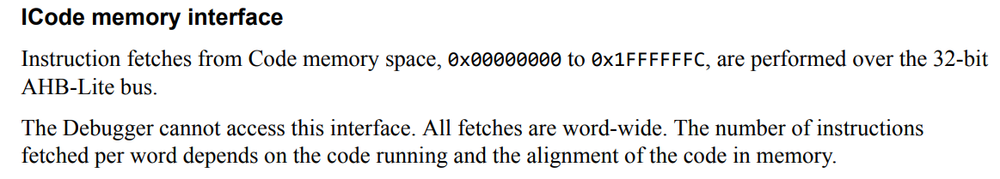 ICode memory interface
Instruction fetches from Code memory space, 0x00000000 to 0x1FFFFFFC, are performed over the 32-bit
AHB-Lite bus.
The Debugger cannot access this interface. All fetches are word-wide. The number of instructions
fetched per word depends on the code running and the alignment of the code in memory.